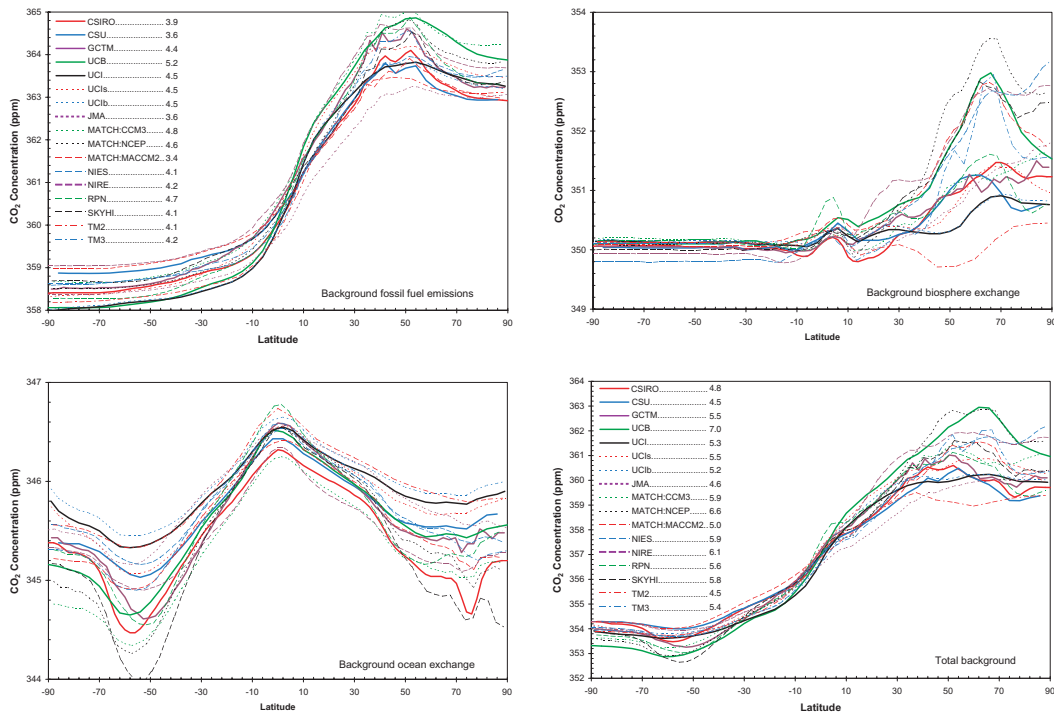 365
364
363
362
361
360
359
358
CO2 Concentration (ppm)
CSIRO.......................... 3.9
CSU............................. 3.6
GCTM.......................... 4.4
UCB............................. 5.2
UCI.............................. 4.5
UCIs............................ 4.5
UCIb............................ 4.5
JMA............................. 3.6
MATCH:CCM3............ 4.8
MATCH:NCEP............. 4.6
MATCH:MACCM2.. 3.4
NIES............................ 4.1
NIRE............................ 4.2
RPN............................. 4.7
SKYHI.......................... 4.1
TM2............................. 4.1
TM3............................. 4.2
Background fossil fuel emissions
-90 -70 -50 -30 -10 10 30 50 70 90
Latitude
354
353
352
351
350
349
CO2 Concentration (ppm)
Background biosphere exchange
-90 -70 -50 -30 -10 10 30 50 70 90
Latitude
347
346
345
344
CO2 Concentration (ppm)
Background ocean exchange
-90 -70 -50 -30 -10 10 30 50 70 90
Latitude
364
363
362
361
360
359
357
356
355
354
353
352
CO2 Concentration (ppm)
CSIRO.......................... 4.8
CSU............................. 4.5
GCTM.......................... 5.5
UCB............................. 7.0
UCI.............................. 5.3
UCIs............................ 5.5
UCIb............................ 5.2
JMA............................. 4.6
MATCH:CCM3............ 5.9
MATCH:NCEP............. 6.6
MATCH:MACCM2.... 5.0
NIES............................ 5.9
NIRE............................ 6.1
RPN............................. 5.6
SKYHI.......................... 5.8
TM2............................. 4.5
TM3............................. 5.4
Total background
-90 -70 -50 -30 -10 10 30 50 70 90
Latitude